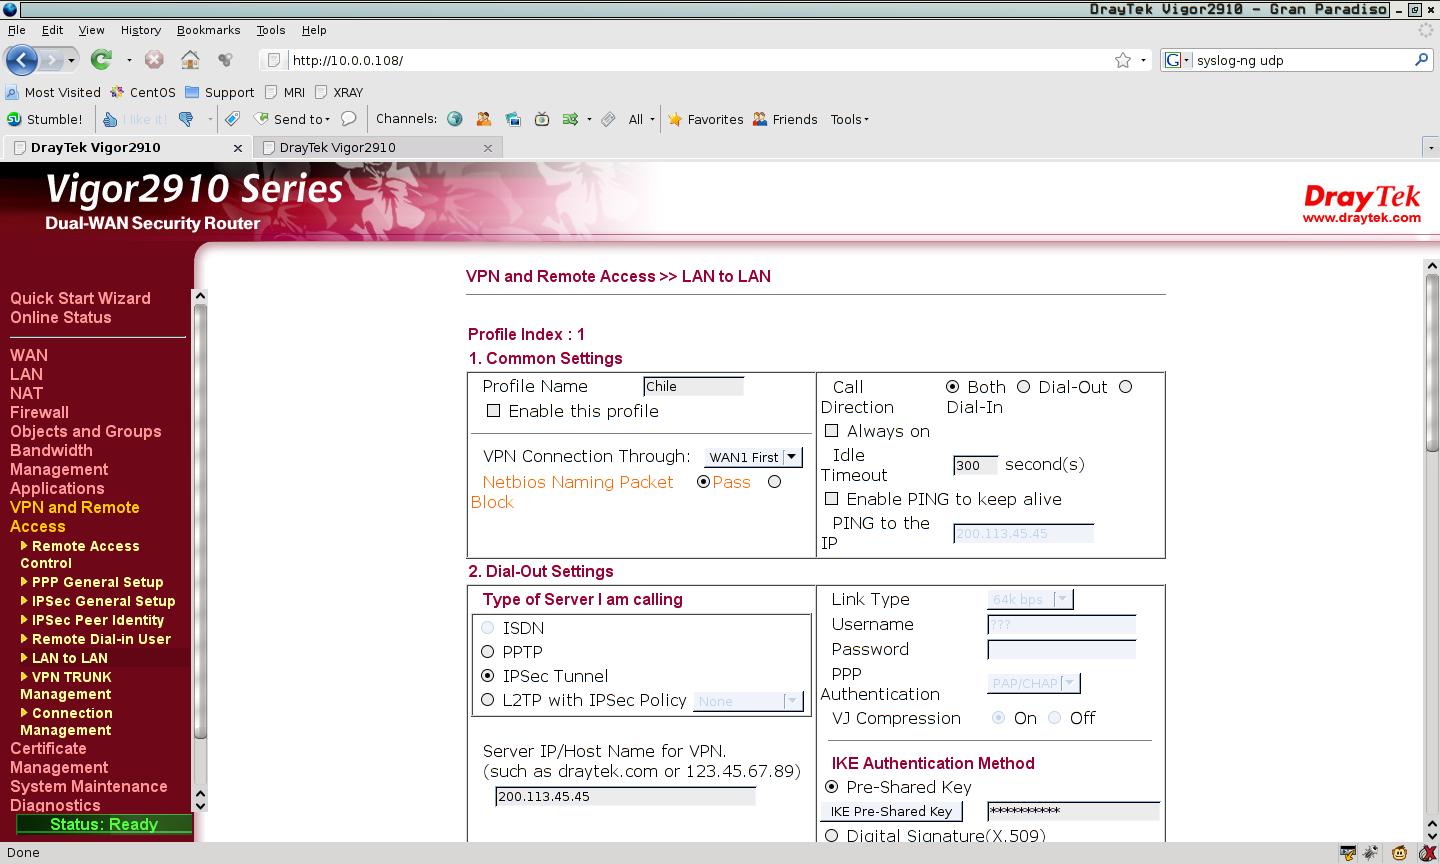 DrayTek Vigor2910 - Gran Paradiso
File Edit View History Bookmarks Tools Help
http://10.0.0.108/
G syslog-ng udp
Most Visited CentOS Support MRI XRAY
Stumble! I like it! Send to Channels: All Favorites Friends Tools
DrayTek Vigor2910 DrayTek Vigor2910
Vigor2910 Series
Dual-WAN Security Router
DrayTek
www.draytek.com
Quick Start Wizard
Online Status
WAN
LAN
NAT
Firewall
Objects and Groups
Bandwidth
Management
Applications
VPN and Remote
Access
Remote Access
Control
PPP General Setup
IPSec General Setup
IPSec Peer Identity
Remote Dial-in User
LAN to LAN
VPN TRUNK
Management
Connection
Management
Certificate
Management
System Maintenance
Diagnostics
Status: Ready
VPN and Remote Access >> LAN to LAN
Profile Index : 1
1. Common Settings
Profile Name Chile
Enable this profile
VPN Connection Through: WAN1 First
Netbios Naming Packet Pass
Block
Call Both Dial-Out
Direction Dial-In
Always on
Idle
Timeout 300 second(s)
Enable PING to keep alive
PING to the
IP 200.113.45.45
2. Dial-Out Settings
Type of Server I am calling
ISDN
PPTP
IPSec Tunnel
L2TP with IPSec Policy None
Server IP/Host Name for VPN.
(such as draytek.com or 123.45.67.89)
200.113.45.45
Link Type 64k bps
Username ???
Password
PPP
Authentication PAP/CHAP
VJ Compression On Off
IKE Authentication Method
Pre-Shared Key
IKE Pre-Shared Key **********
Digital Signature(X.509)
Done